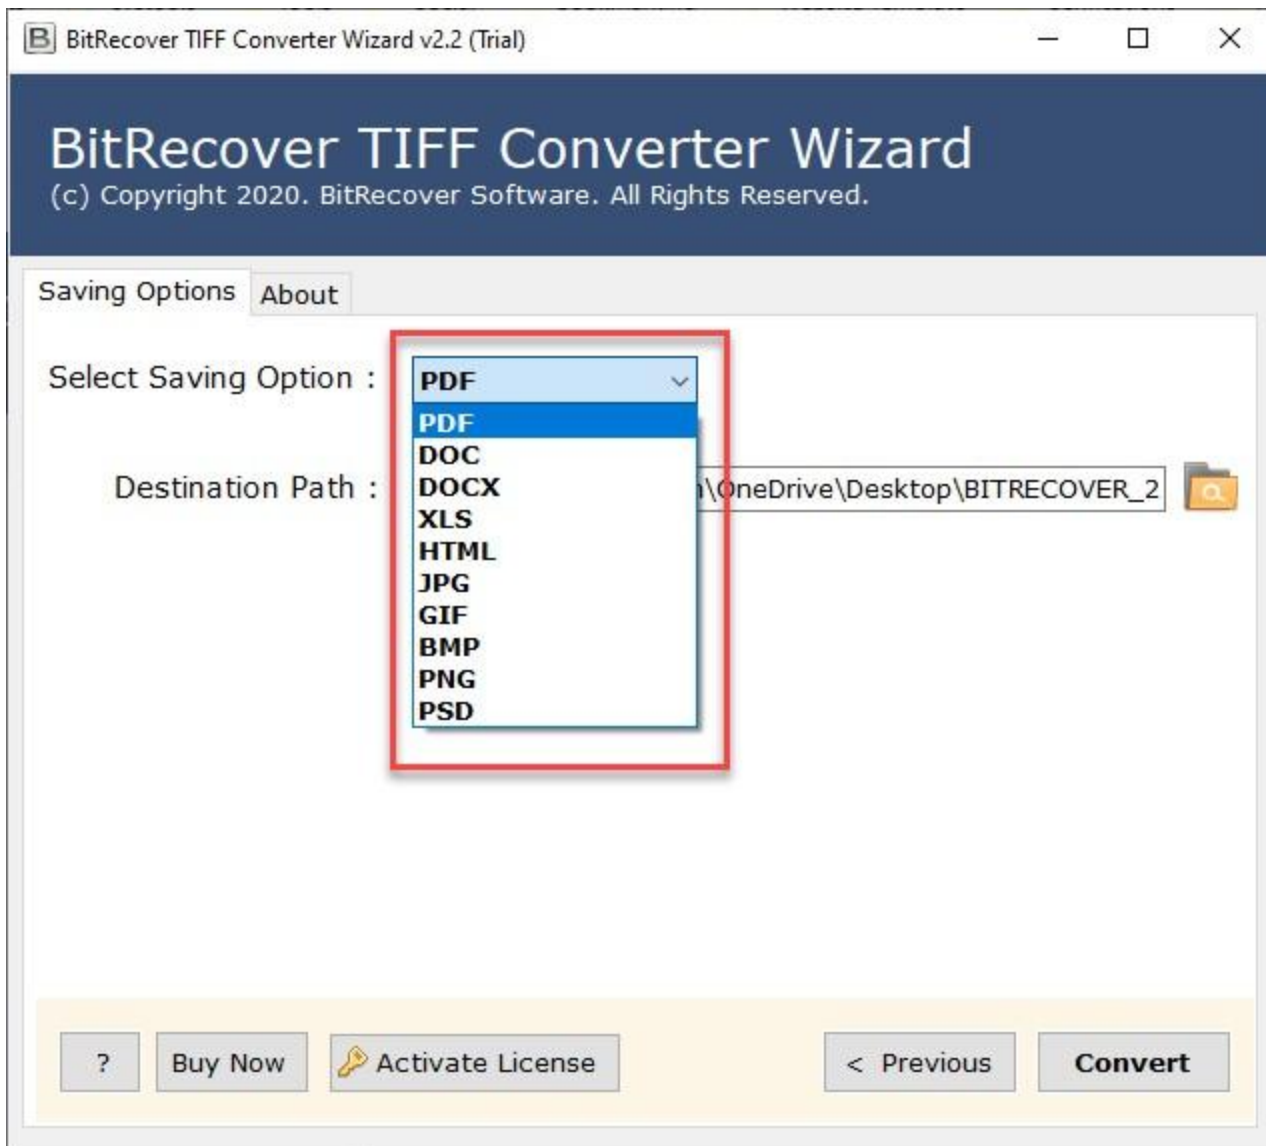 BitRecover TIFF Converter Wizard v2.2 (Trial)
BitRecover TIFF Converter Wizard
(c) Copyright 2020. BitRecover Software. All Rights Reserved.
Saving Options About
Select Saving Option : PDF
PDF
DOC
DOCX
XLS
HTML
JPG
GIF
BMP
PNG
PSD
Destination Path : \OneDrive\Desktop\BITRECOVER_2
? Buy Now Activate License < Previous Convert